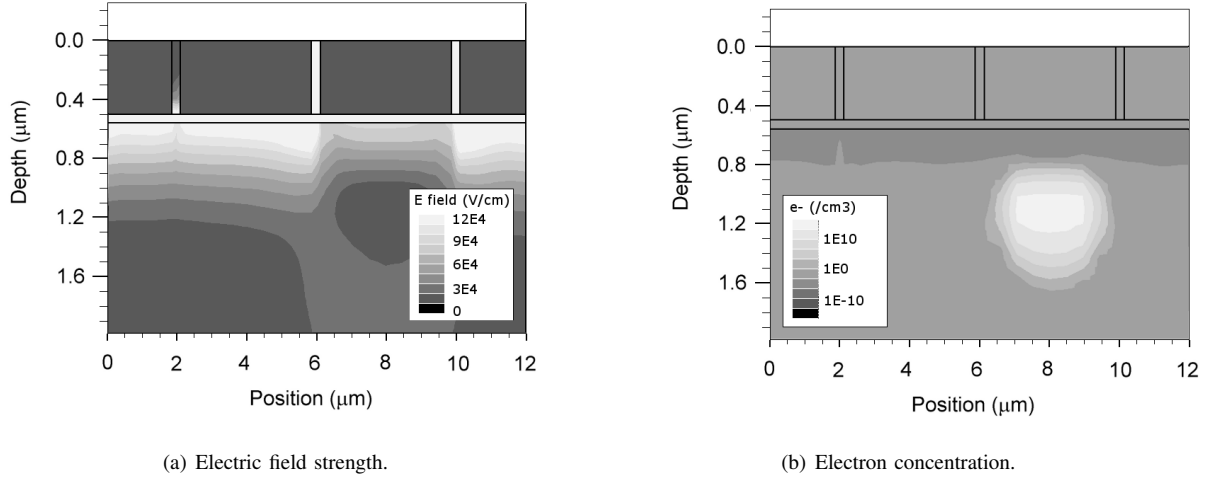 0.0
0.4
0.8
1.2
1.6
Depth (μm)
E field (V/cm)
12E4
9E4
6E4
3E4
0
0 2 4 6 8 10 12
Position (μm)
(a) Electric field strength.
0.0
0.4
0.8
1.2
1.6
Depth (μm)
e- (/cm3)
1E10
1E0
1E-10
0 2 4 6 8 10 12
Position (μm)
(b) Electron concentration.